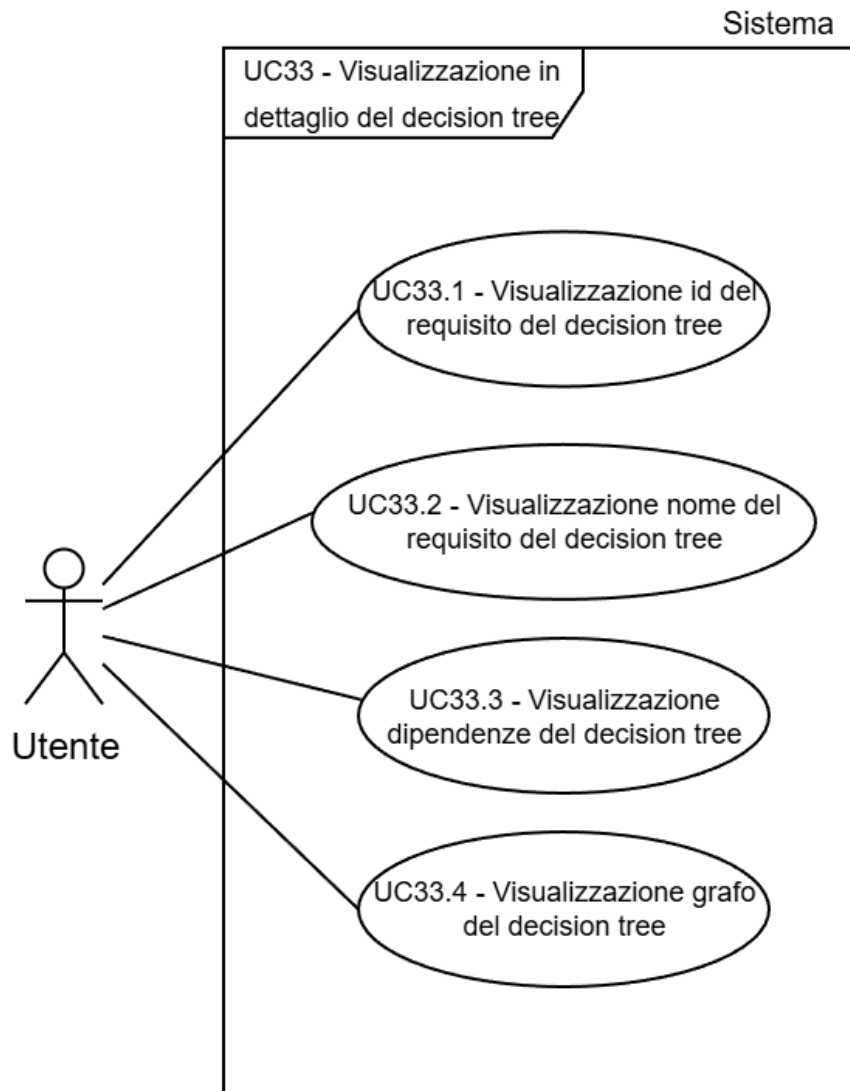 Sistema
UC33 - Visualizzazione in
dettaglio del decision tree
UC33.1 - Visualizzazione id del
requisito del decision tree
UC33.2 - Visualizzazione nome del
requisito del decision tree
UC33.3 - Visualizzazione
dipendenze del decision tree
Utente
UC33.4 - Visualizzazione grafo
del decision tree